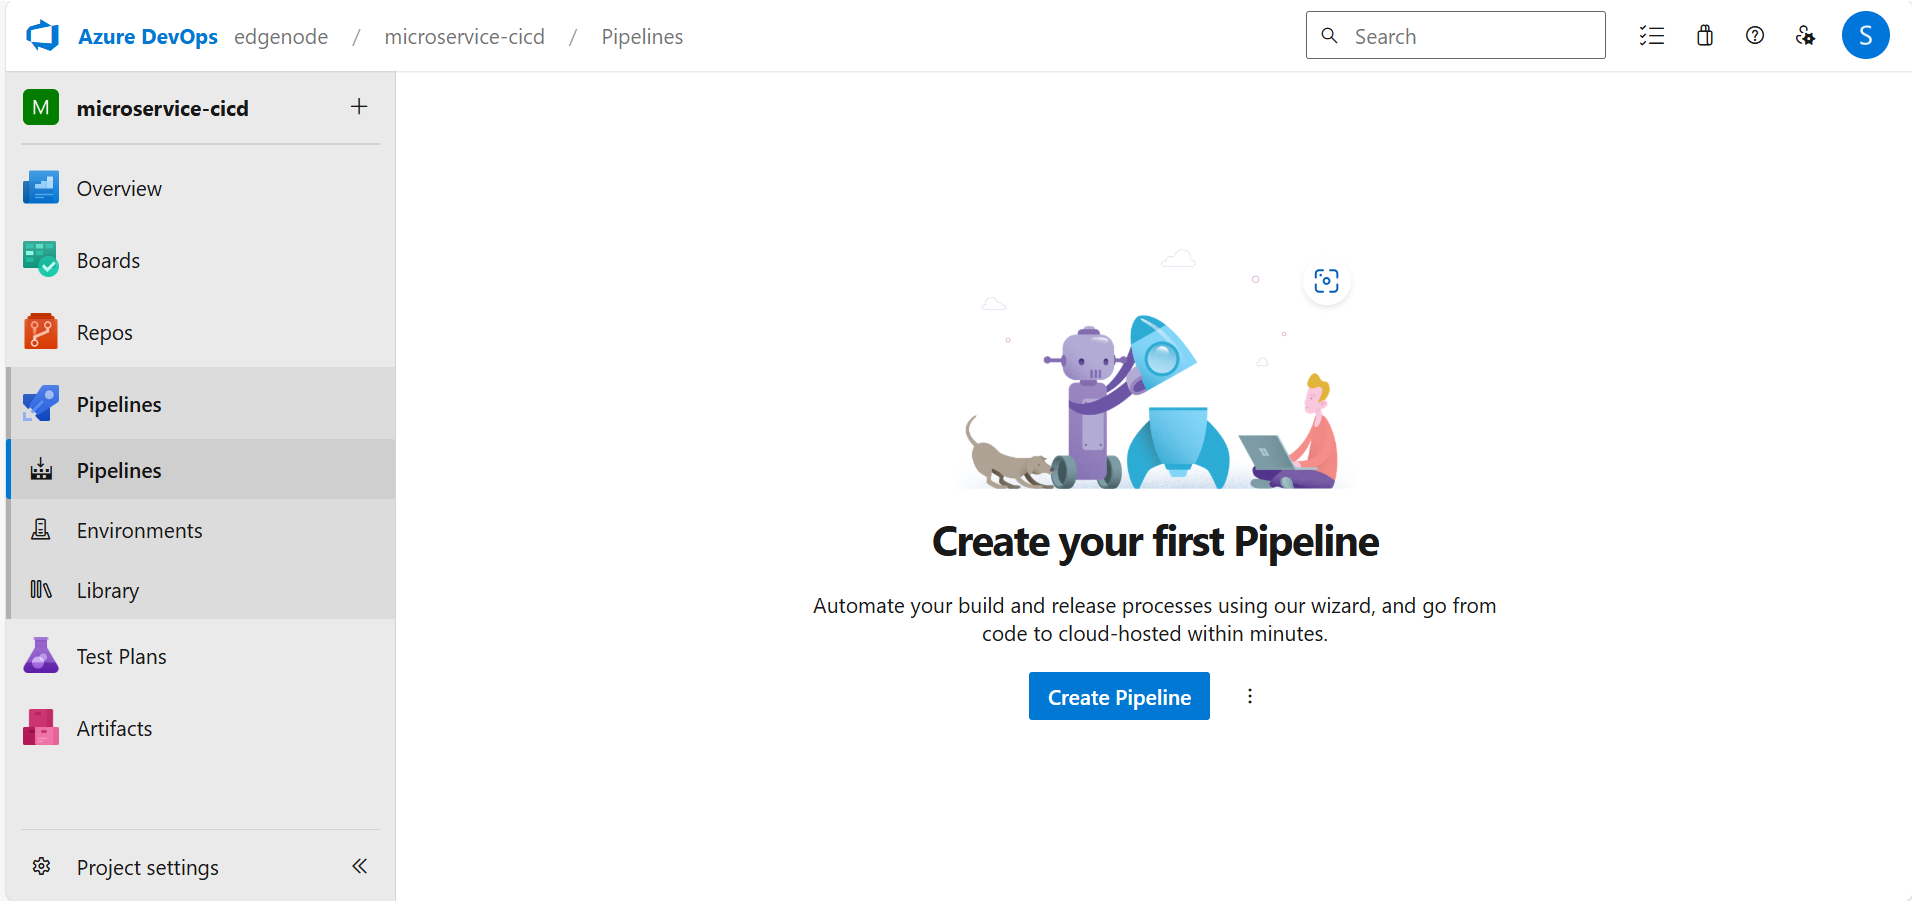 Azure DevOps edgenode / microservice-cicd / Pipelines Search S
M microservice-cicd +
Overview
Boards
Repos
Pipelines
Pipelines
Environments
Library
Test Plans
Artifacts
Project settings
Create your first Pipeline
Automate your build and release processes using our wizard, and go from
code to cloud-hosted within minutes.
Create Pipeline